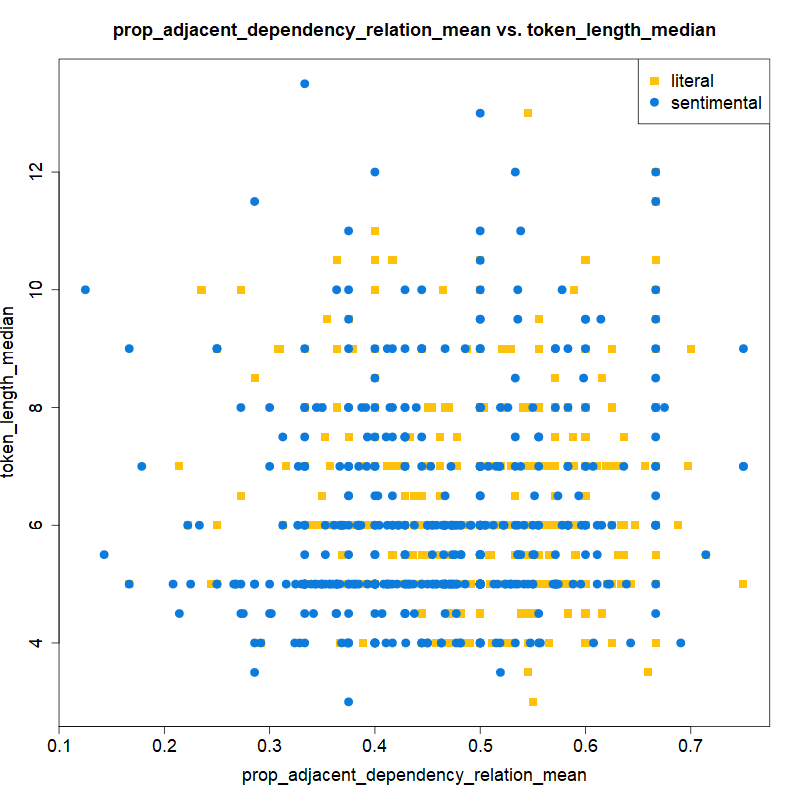 prop_adjacent_dependency_relation_mean vs. token_length_median
literal
sentimental
token_length_median
12
10
8
6
4
0.1 0.2 0.3 0.4 0.5 0.6 0.7
prop_adjacent_dependency_relation_mean